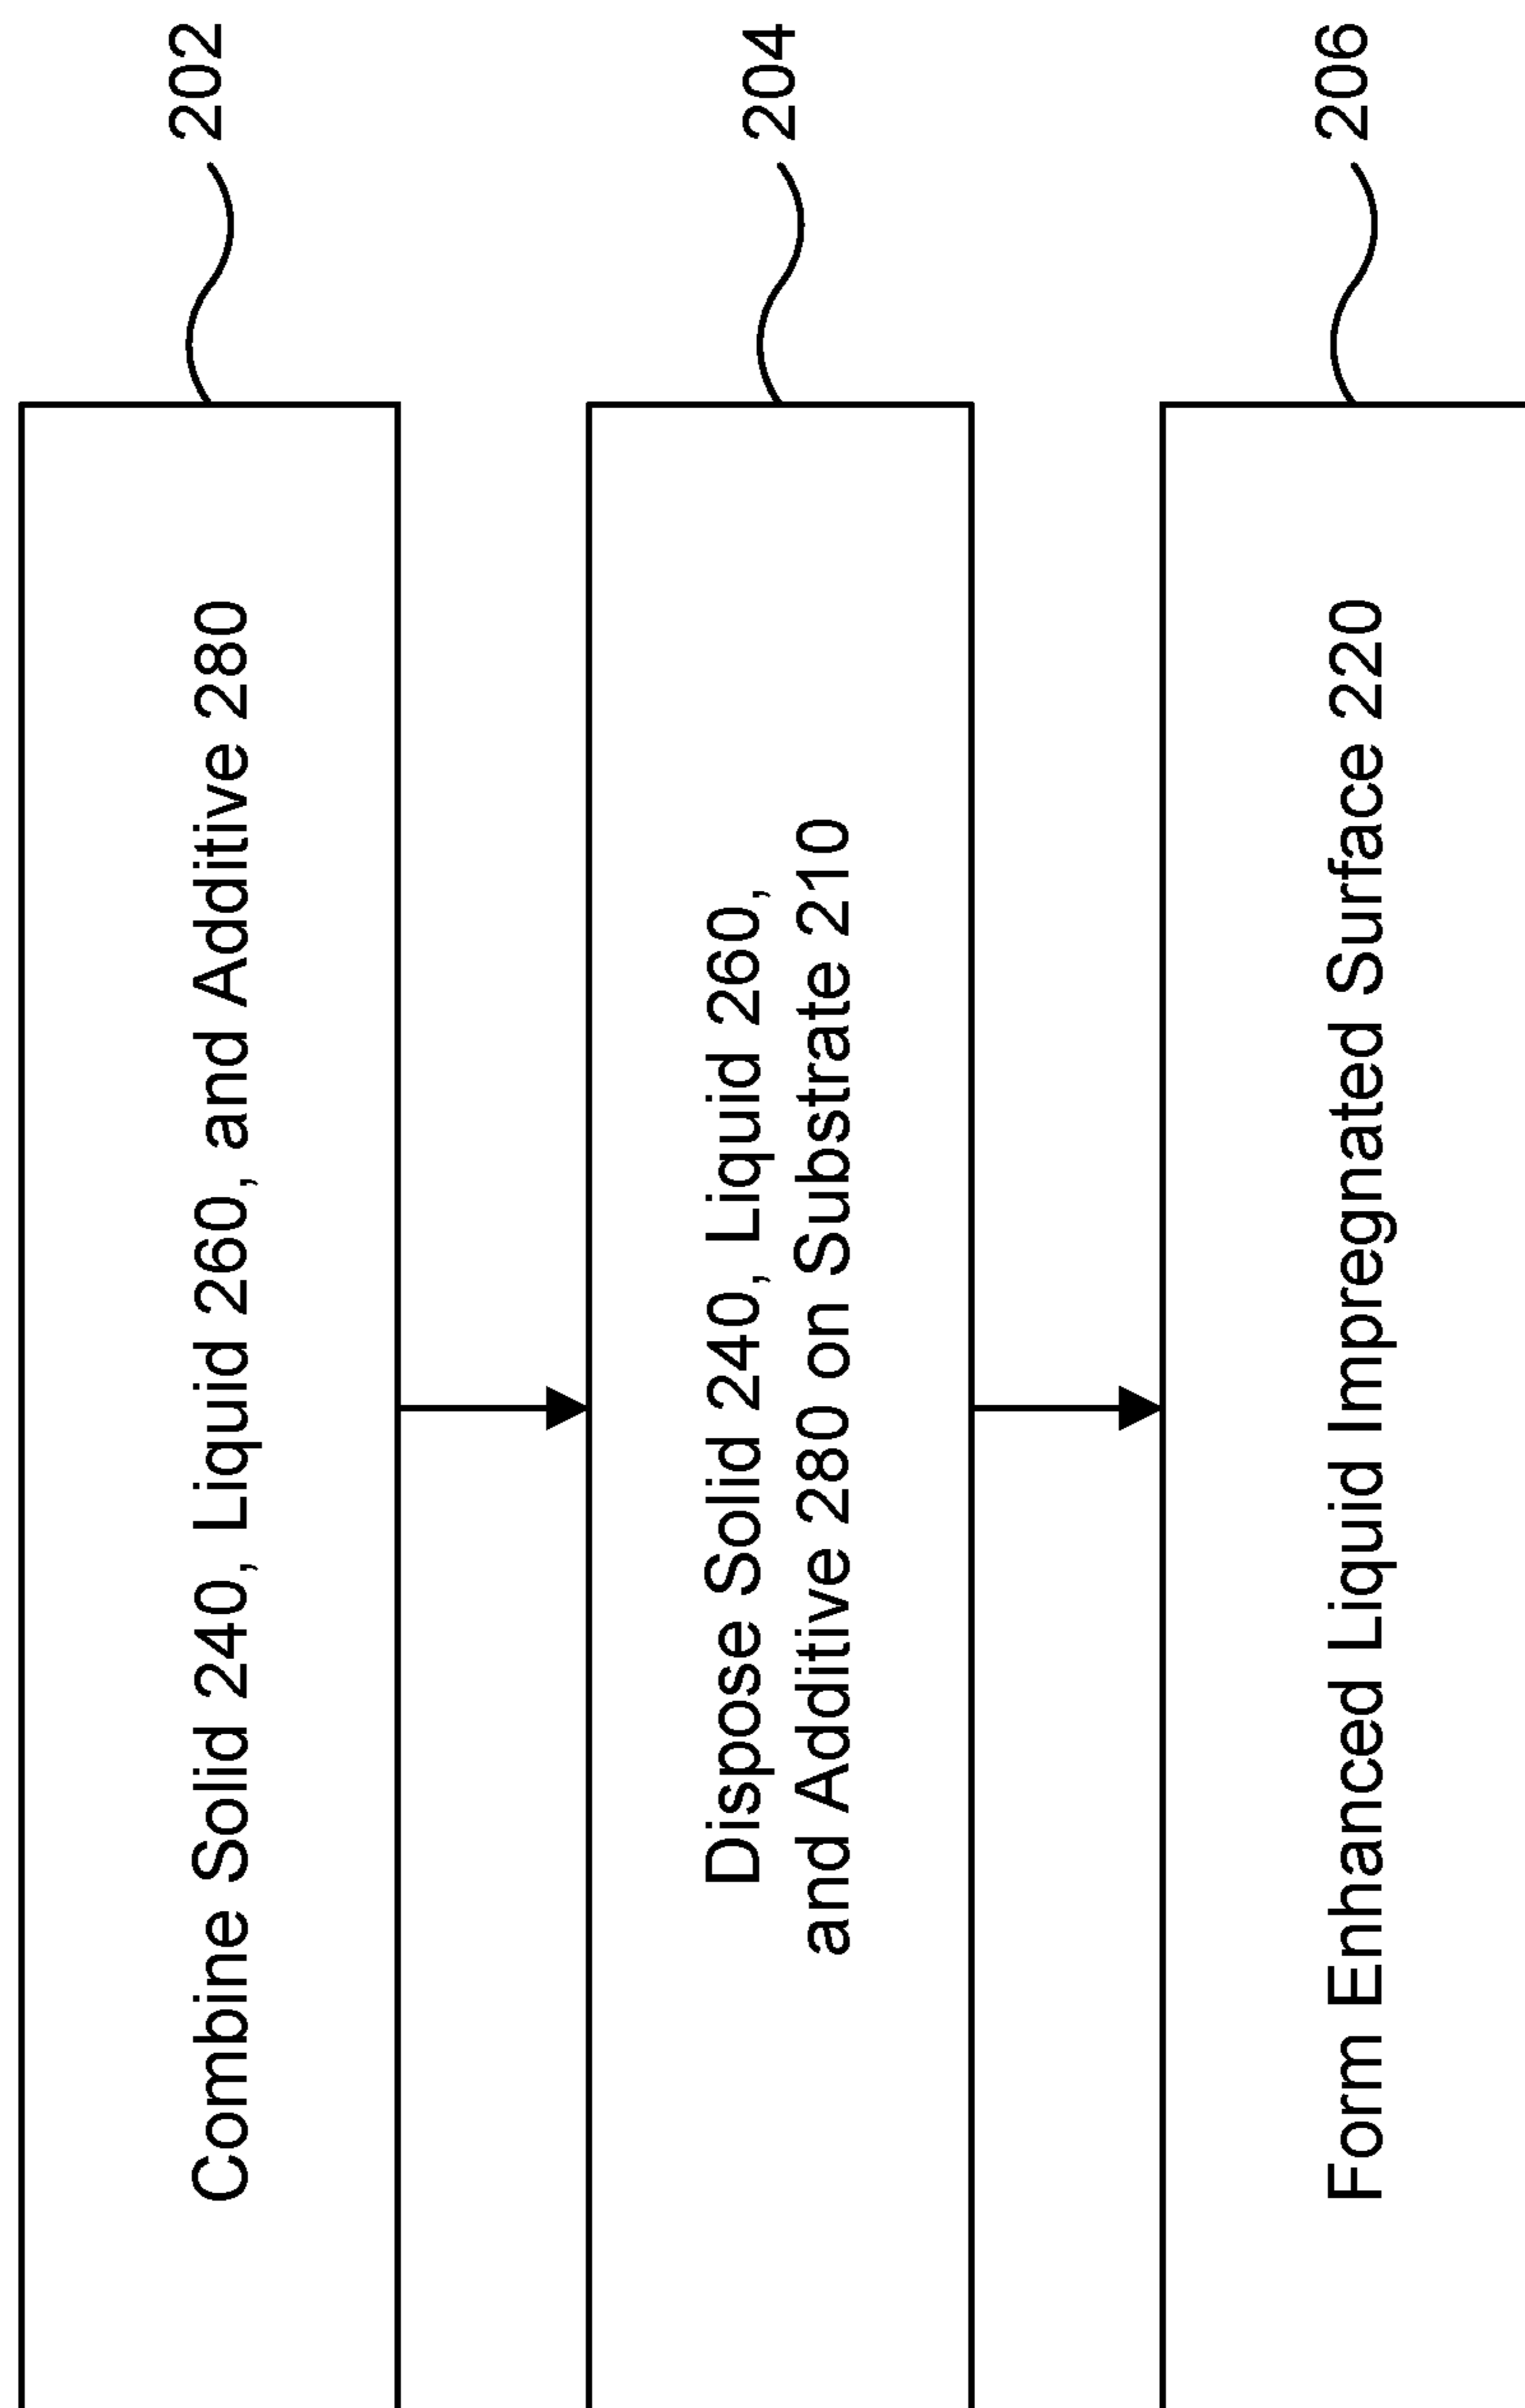 Combine Solid 240, Liquid 260, and Additive 280
202
Dispose Solid 240, Liquid 260,
and Additive 280 on Substrate 210
204
Form Enhanced Liquid Impregnated Surface 220
206